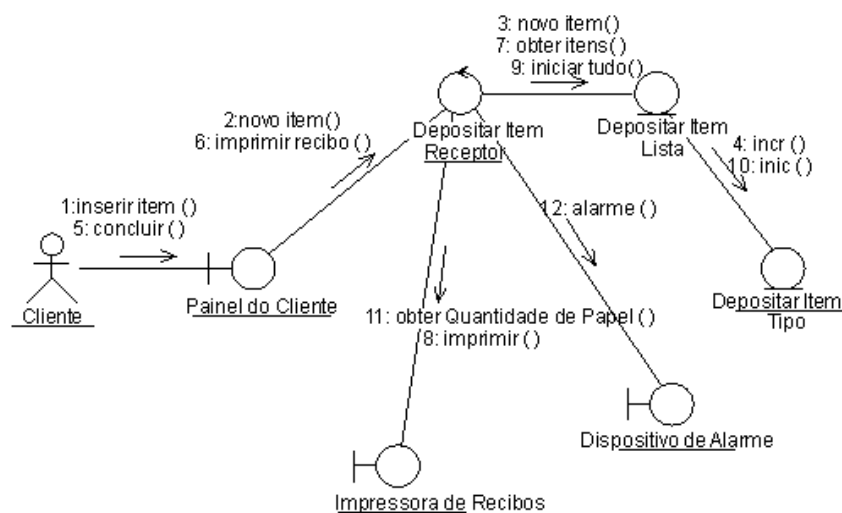 3: novo item()
7: obter itens()
9: iniciar tudo()
2:novo item()
6: imprimir recibo ()
Depositar Item
Receptor
Depositar Item
Lista
4: incr ()
10: inic ()
1:inserir item ()
5: concluir ()
12: alarme ()
Cliente
Painel do Cliente
Depositar Item
Tipo
11: obter Quantidade de Papel ()
8: imprimir ()
Dispositivo de Alarme
Impressora de Recibos